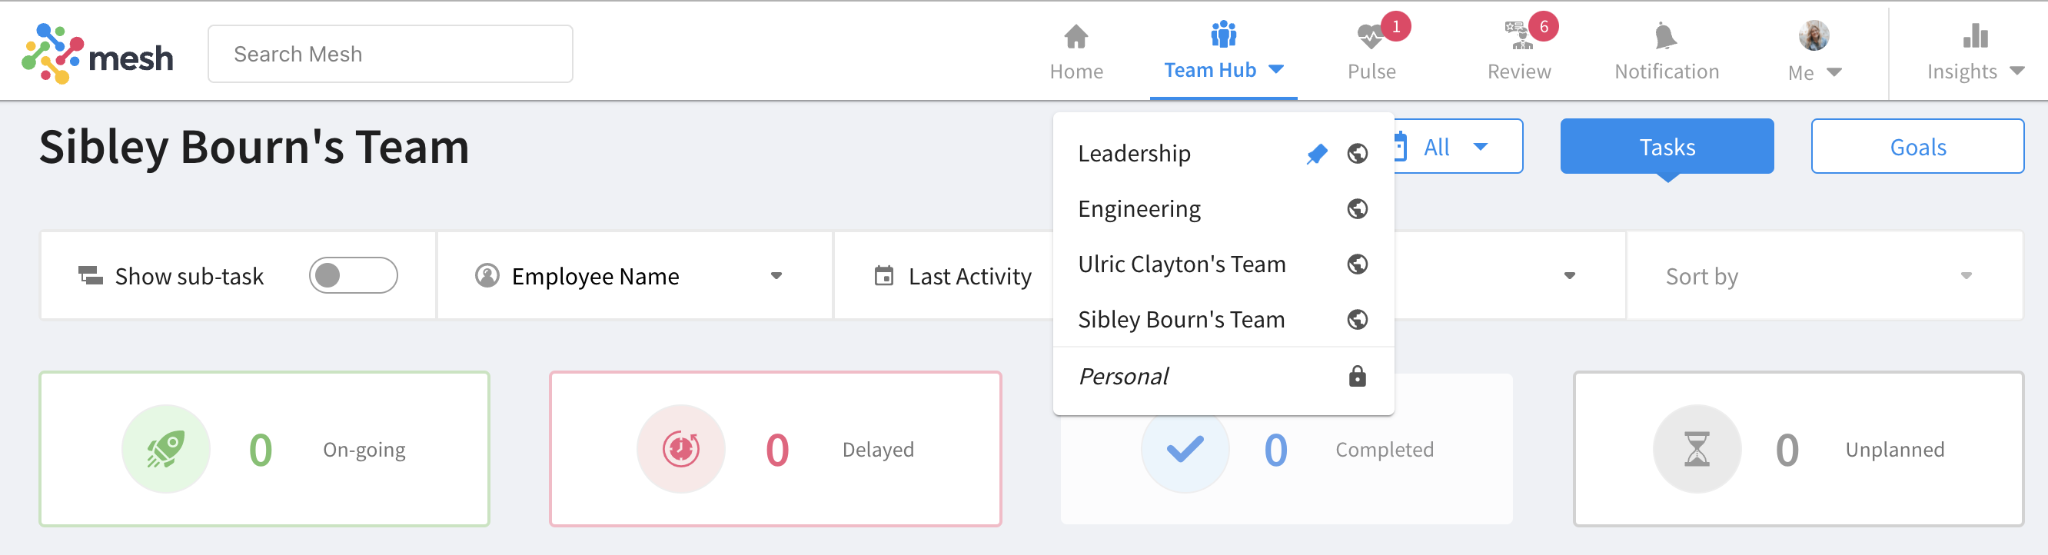 mesh
Search Mesh
Home
Team Hub
1
Pulse
6
Review
Notification
Me
Insights
Sibley Bourn's Team
Leadership
Engineering
Ulric Clayton's Team
Sibley Bourn's Team
Personal
All
Tasks
Goals
Show sub-task
Employee Name
Last Activity
Sort by
0 On-going
0 Delayed
0 Completed
0 Unplanned